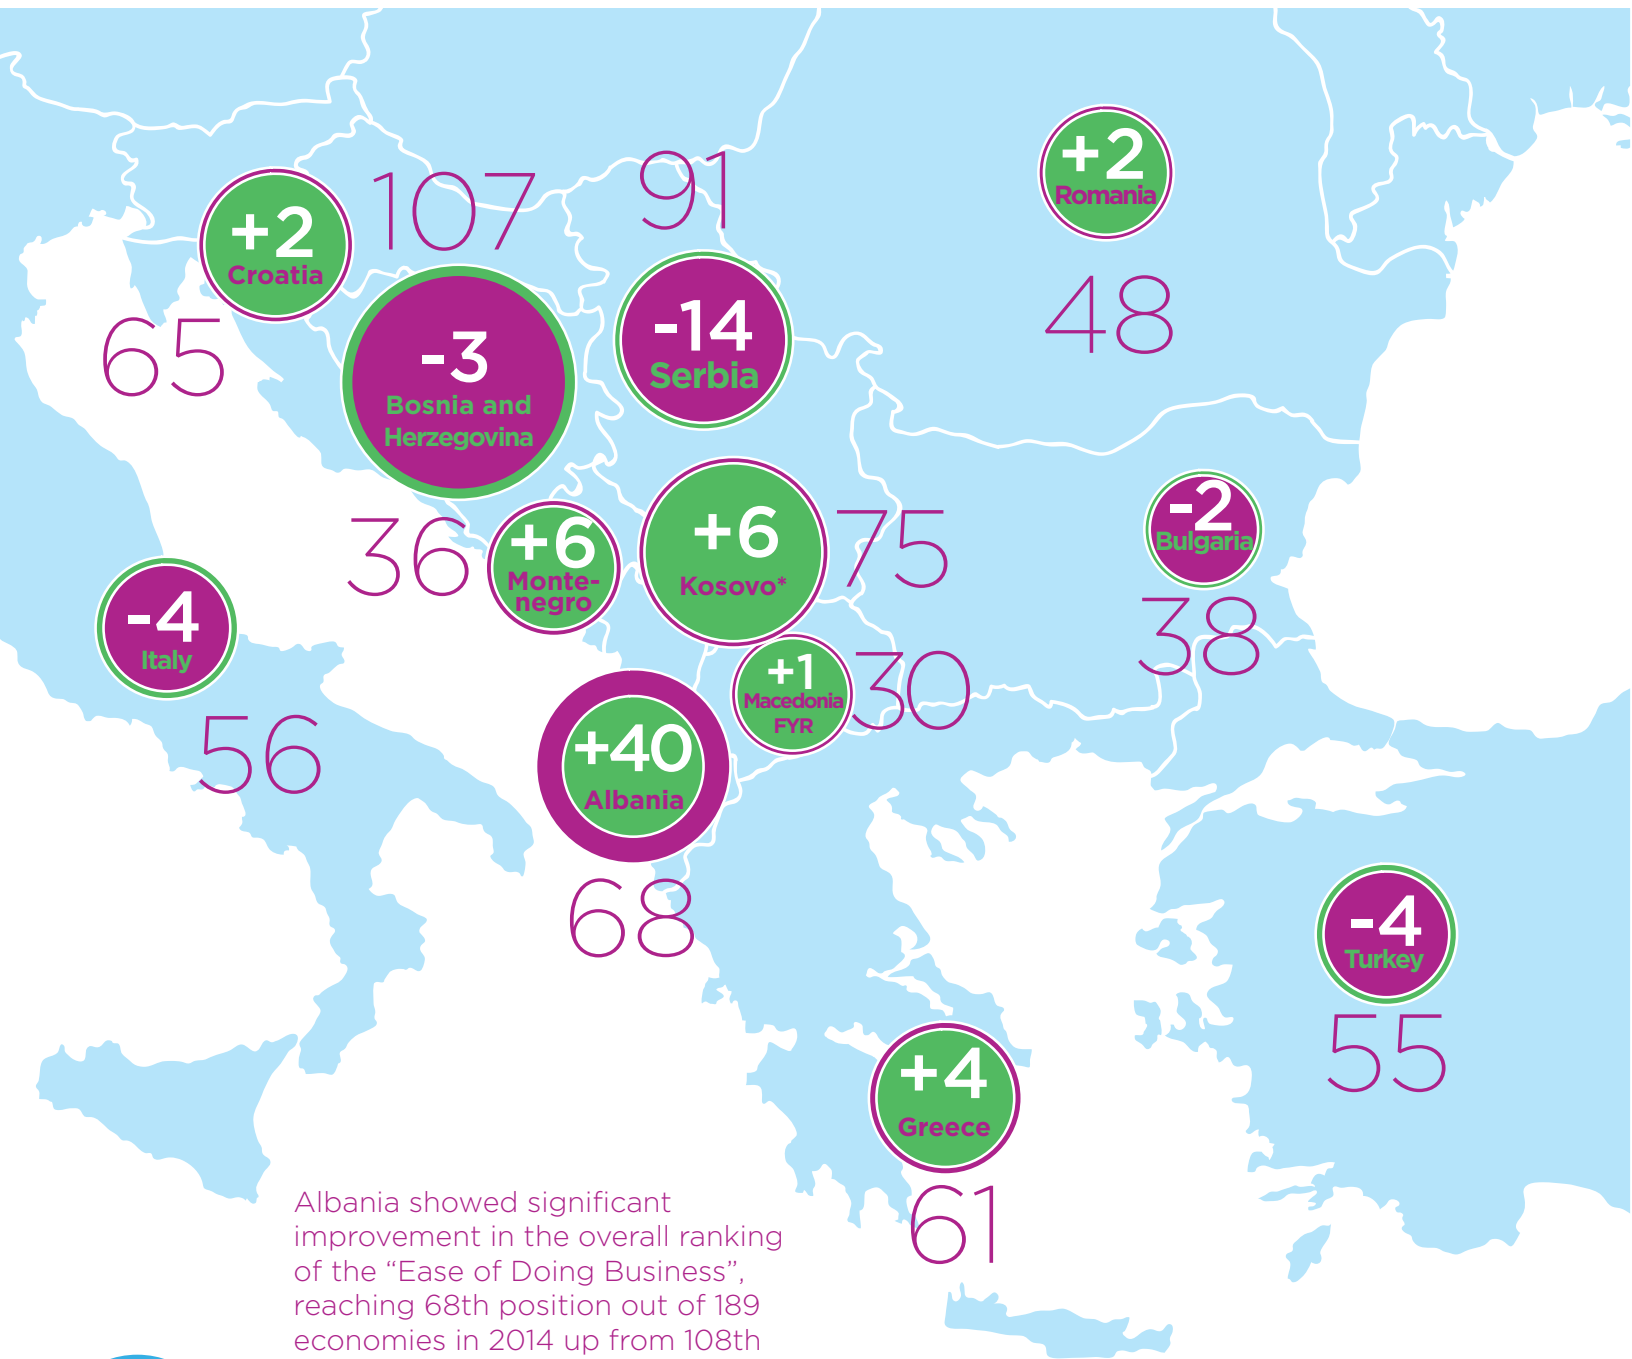 +2
Romania
48
91
107
+2
Croatia
65
-14
Serbia
-3
Bosnia and
Herzegovina
-2
Bulgaria
38
+6
Kosovo*
75
36
+6
Monte-
negro
-4
Italy
56
+1
Macedonia
FYR
30
+40
Albania
68
-4
Turkey
55
+4
Greece
61
Albania showed significant
improvement in the overall ranking
of the “Ease of Doing Business”,
reaching 68th position out of 189
economies in 2014 up from 108th